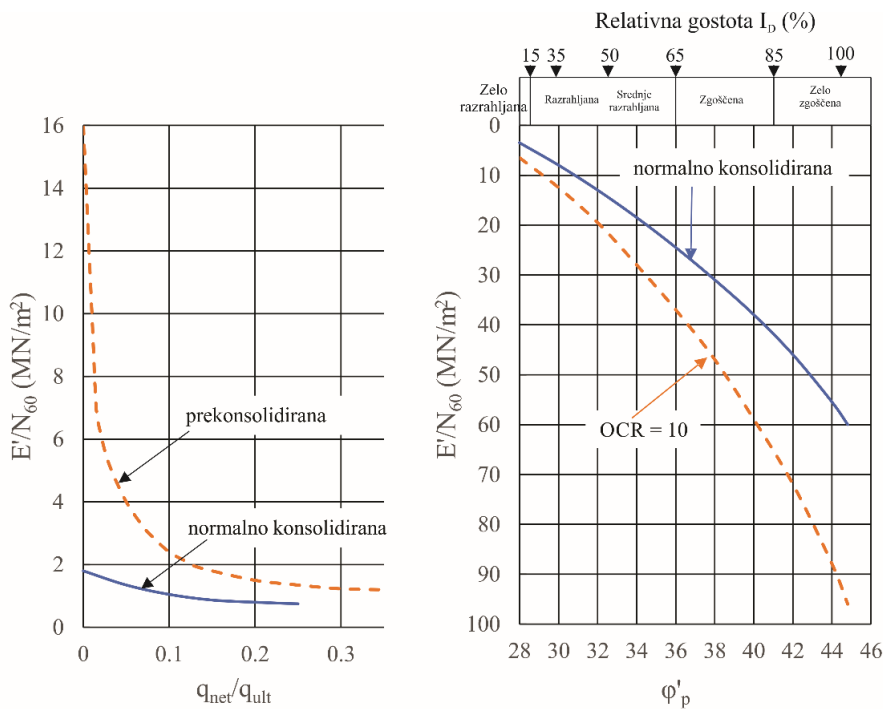 Relativna gostota I_D (%)
15 35 50 65 85 100
Zelo
razrahljana
Razrahljana
Srednje
razrahljana
Zgoščena
Zelo
zgoščena
16
14
12
10
8
6
4
2
0
E'/N₆₀ (MN/m²)
prekonsolidirana
normalno konsolidirana
0 0.1 0.2 0.3
q_net/q_ult
0
10
20
30
40
50
60
70
80
90
100
E'/N₆₀ (MN/m²)
normalno konsolidirana
OCR = 10
28 30 32 34 36 38 40 42 44 46
φ'_p